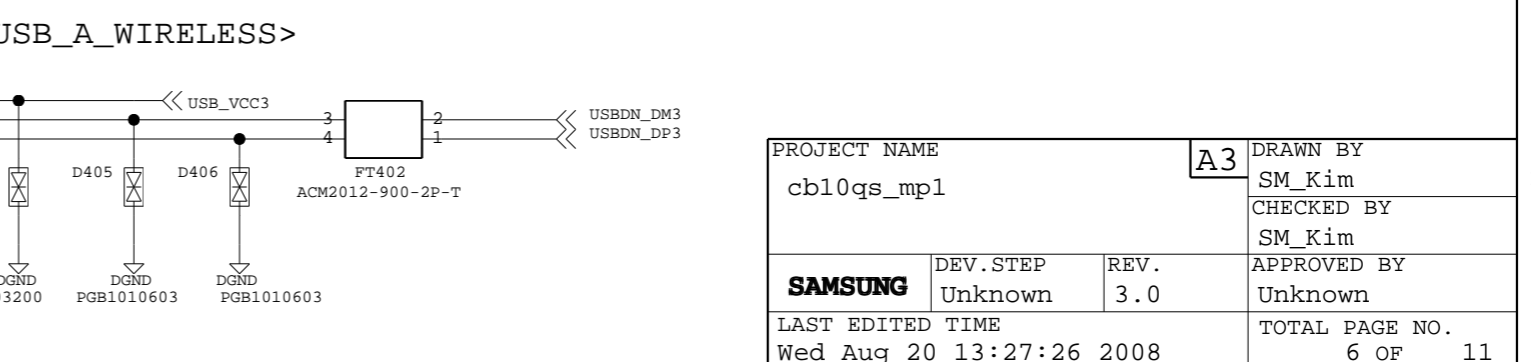 USB_A_WIRELESS>
USB_VCC3
3
2
USBDN_DM3
4
1
USBDN_DP3
D405
D406
FT402
ACM2012-900-2P-T
DGND
DGND
DGND
3200
PGB1010603
PGB1010603
PROJECT NAME
A3
cb10qs_mp1
DRAWN BY
SM_Kim
CHECKED BY
SM_Kim
SAMSUNG
DEV.STEP
Unknown
REV.
3.0
APPROVED BY
Unknown
LAST EDITED TIME
Wed Aug 20 13:27:26 2008
TOTAL PAGE NO.
6 OF 11